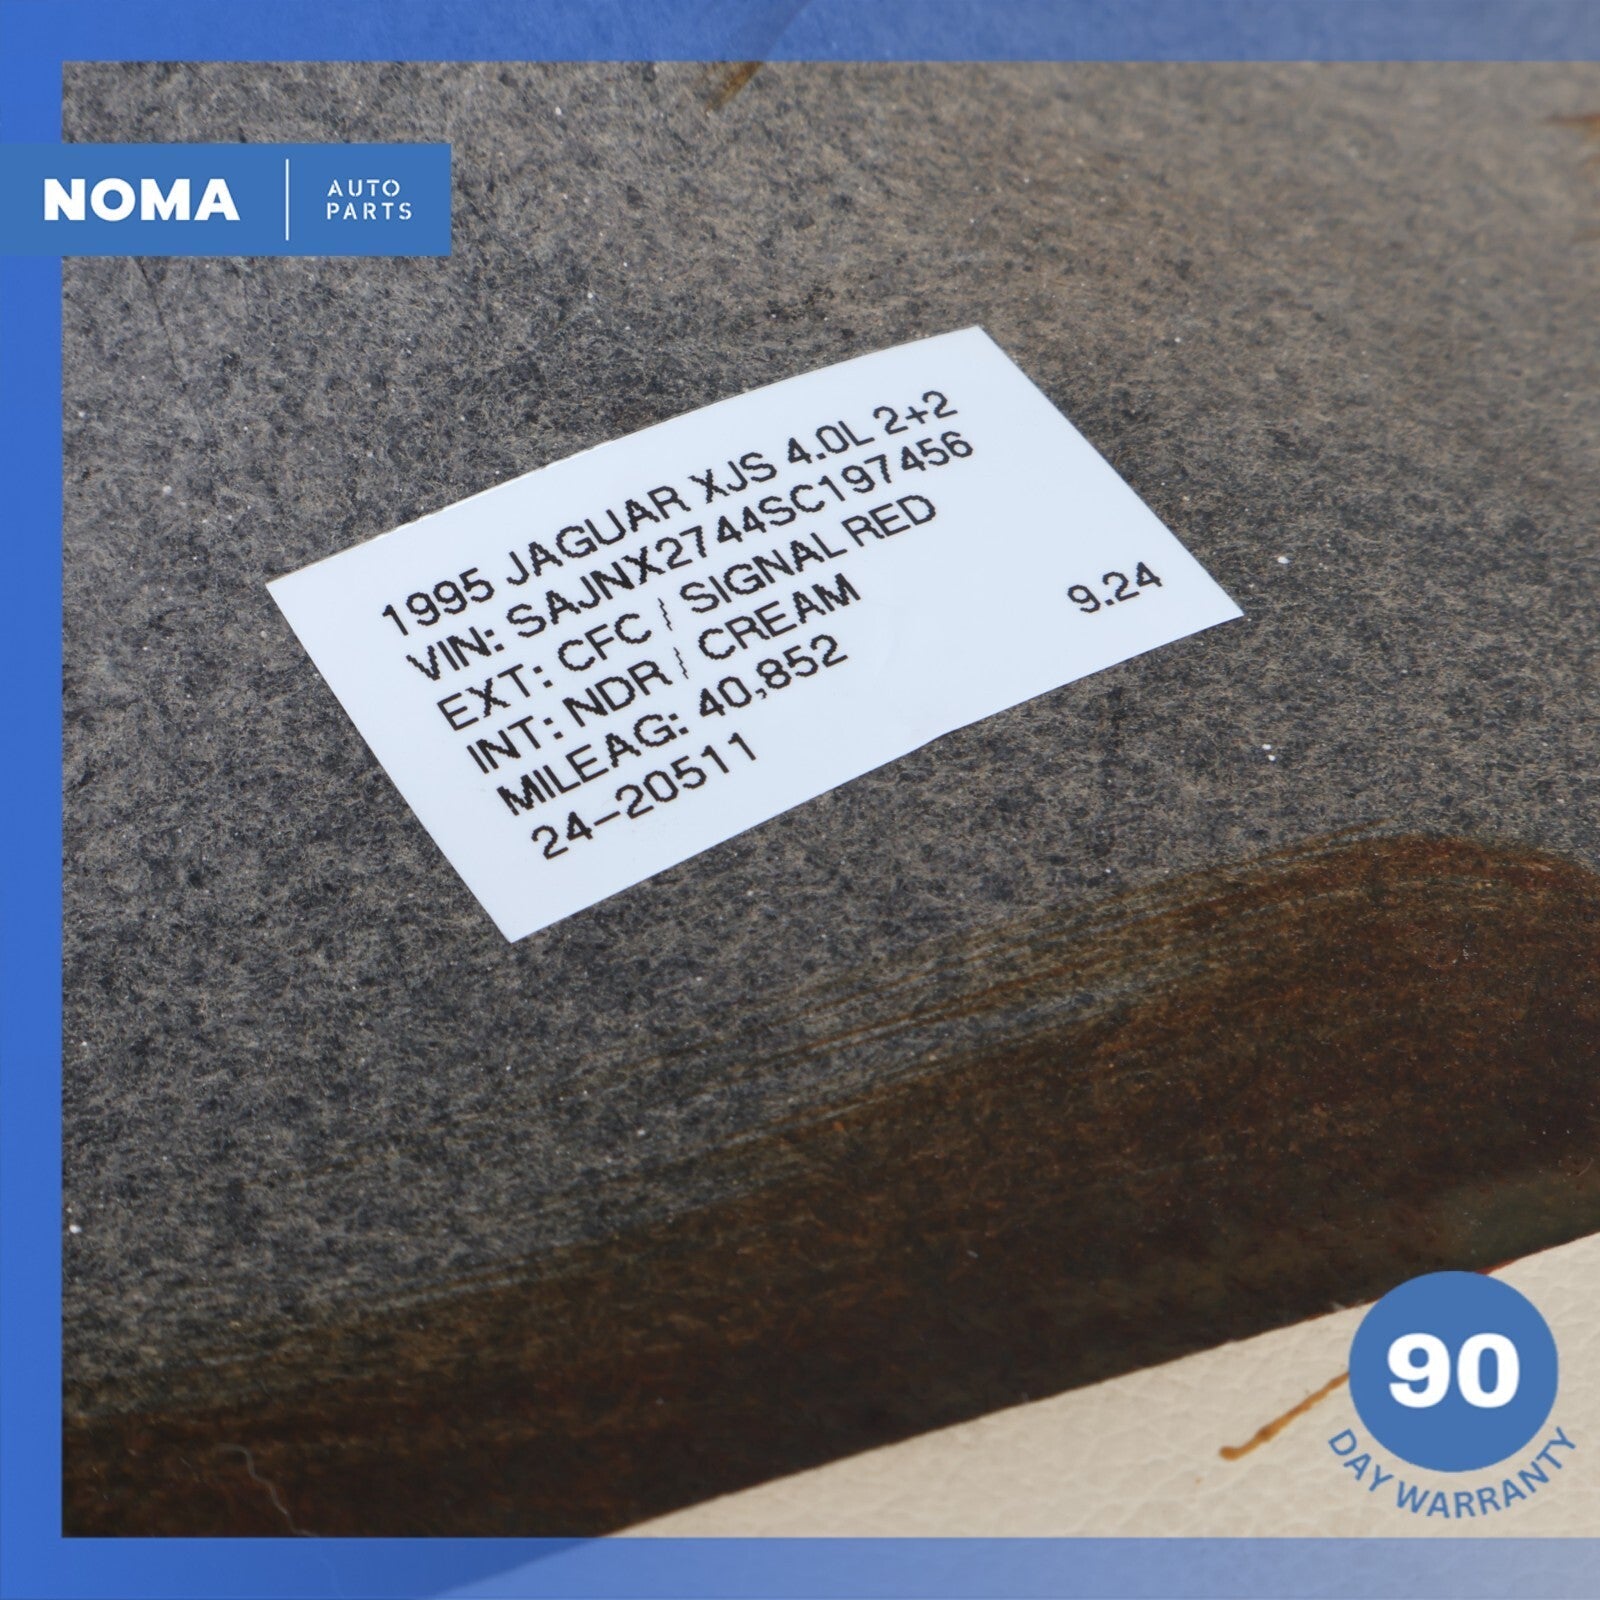 NOMA
AUTO
PARTS
1995 JAGUAR XJS 4.0L 2+2
VIN: SAJNX2744SC197456
EXT: CFC / SIGNAL RED
INT: NDR / CREAM
MILEAG: 40,852
24-20511
9.24
90
DAY WARRANTY